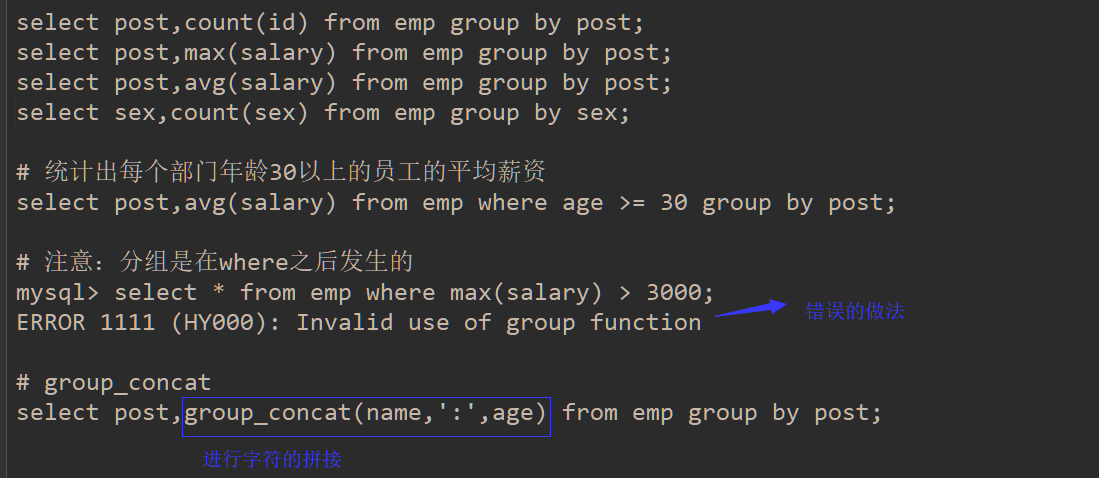 select post,count(id) from emp group by post;
select post,max(salary) from emp group by post;
select post,avg(salary) from emp group by post;
select sex,count(sex) from emp group by sex;
# 统计出每个部门年龄30以上的员工的平均薪资
select post,avg(salary) from emp where age >= 30 group by post;
# 注意：分组是在where之后发生的
mysql> select * from emp where max(salary) > 3000;
ERROR 1111 (HY000): Invalid use of group function
错误的做法
# group_concat
select post,group_concat(name,':',age) from emp group by post;
进行字符的拼接